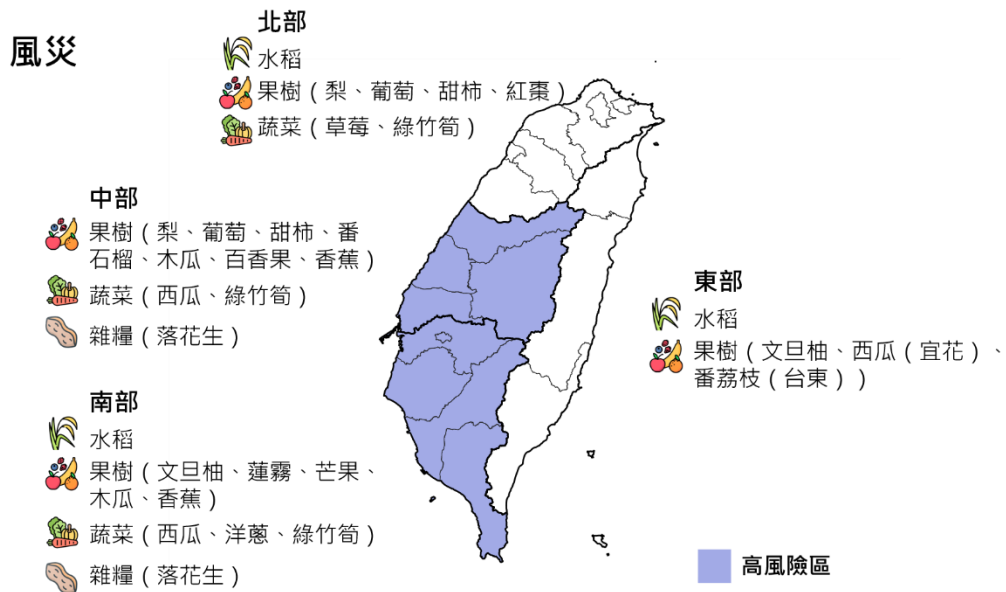 風災
北部
水稻
果樹（梨、葡萄、甜柿、紅棗）
蔬菜（草莓、綠竹筍）
中部
果樹（梨、葡萄、甜柿、番
石榴、木瓜、百香果、香蕉）
蔬菜（西瓜、綠竹筍）
雜糧（落花生）
南部
水稻
果樹（文旦柚、蓮霧、芒果、
木瓜、香蕉）
蔬菜（西瓜、洋蔥、綠竹筍）
雜糧（落花生）
東部
水稻
果樹（文旦柚、西瓜（宜花）、
番荔枝（台東））
高風險區